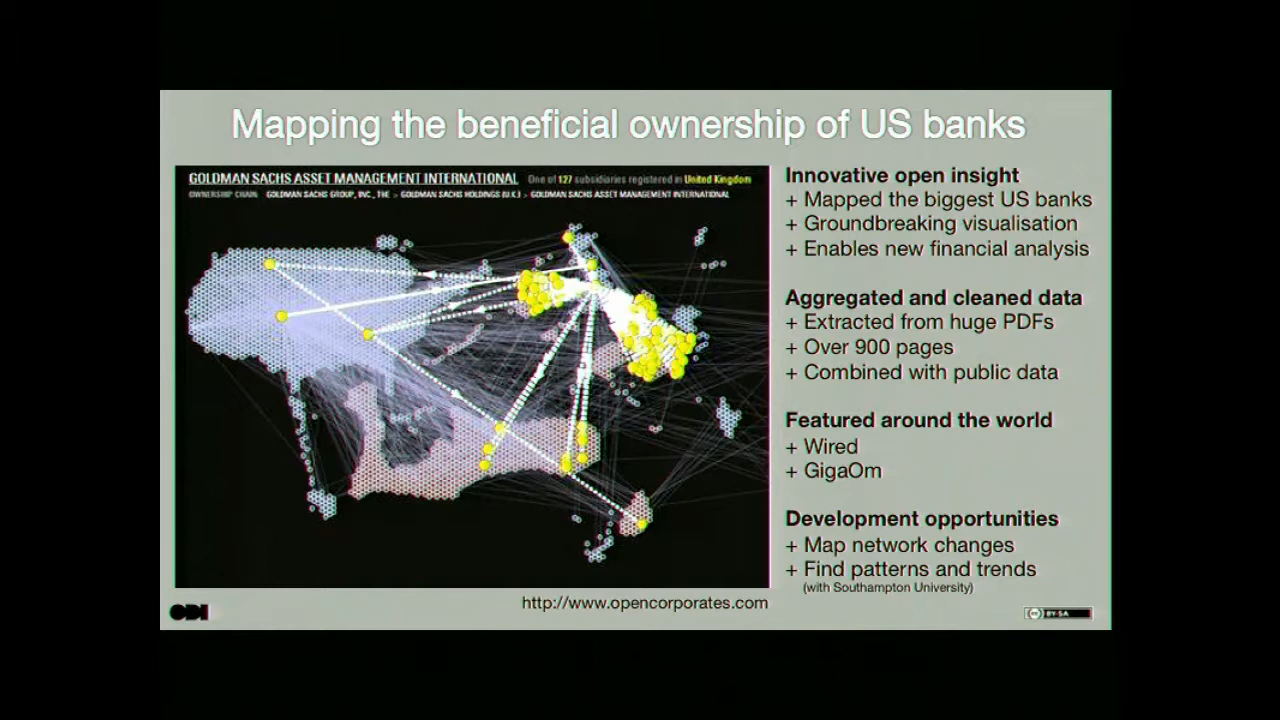 Mapping the beneficial ownership of US banks
GOLDMAN SACHS ASSET MANAGEMENT INTERNATIONAL One of 127 subsidiaries registered in United Kingdom
OWNERSHIP CHAIN GOLDMAN SACHS GROUP, INC., THE > GOLDMAN SACHS HOLDINGS (U.K.) > GOLDMAN SACHS ASSET MANAGEMENT INTERNATIONAL
Innovative open insight
+ Mapped the biggest US banks
+ Groundbreaking visualisation
+ Enables new financial analysis
Aggregated and cleaned data
+ Extracted from huge PDFs
+ Over 900 pages
+ Combined with public data
Featured around the world
+ Wired
+ GigaOm
Development opportunities
+ Map network changes
+ Find patterns and trends
(with Southampton University)
http://www.opencorporates.com
ODI
cc BY-SA